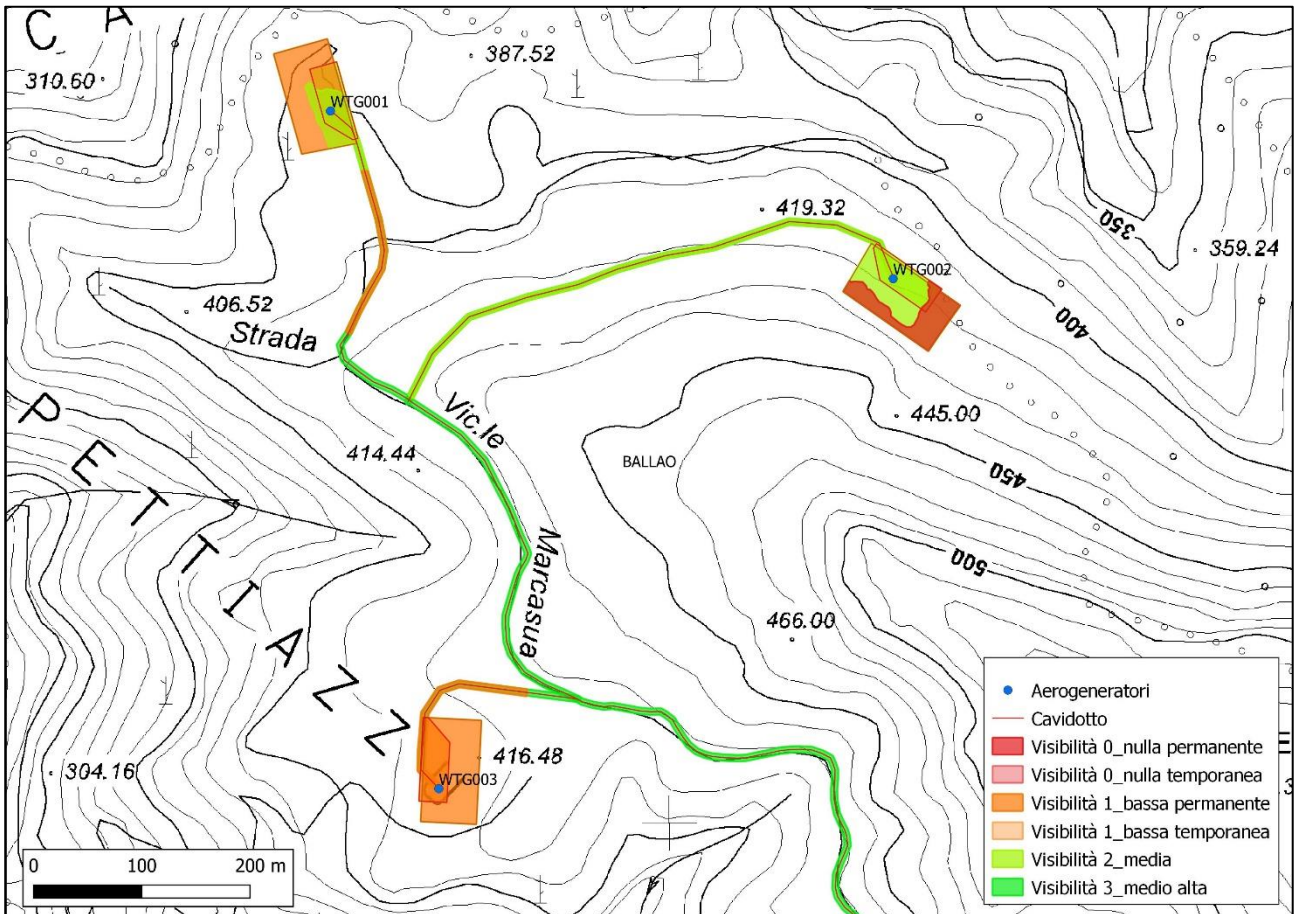 C A
310.60
387.52
WTG001
419.32
350
359.24
WTG002
406.52
Strada
400
Vic.le
445.00
414.44
BALLAO
450
PETTIAZZ
Marcasua
500
466.00
416.48
304.16
WTG003
0 100 200 m
Aerogeneratori
Cavidotto
Visibilità 0_nulla permanente
Visibilità 0_nulla temporanea
Visibilità 1_bassa permanente
Visibilità 1_bassa temporanea
Visibilità 2_media
Visibilità 3_medio alta